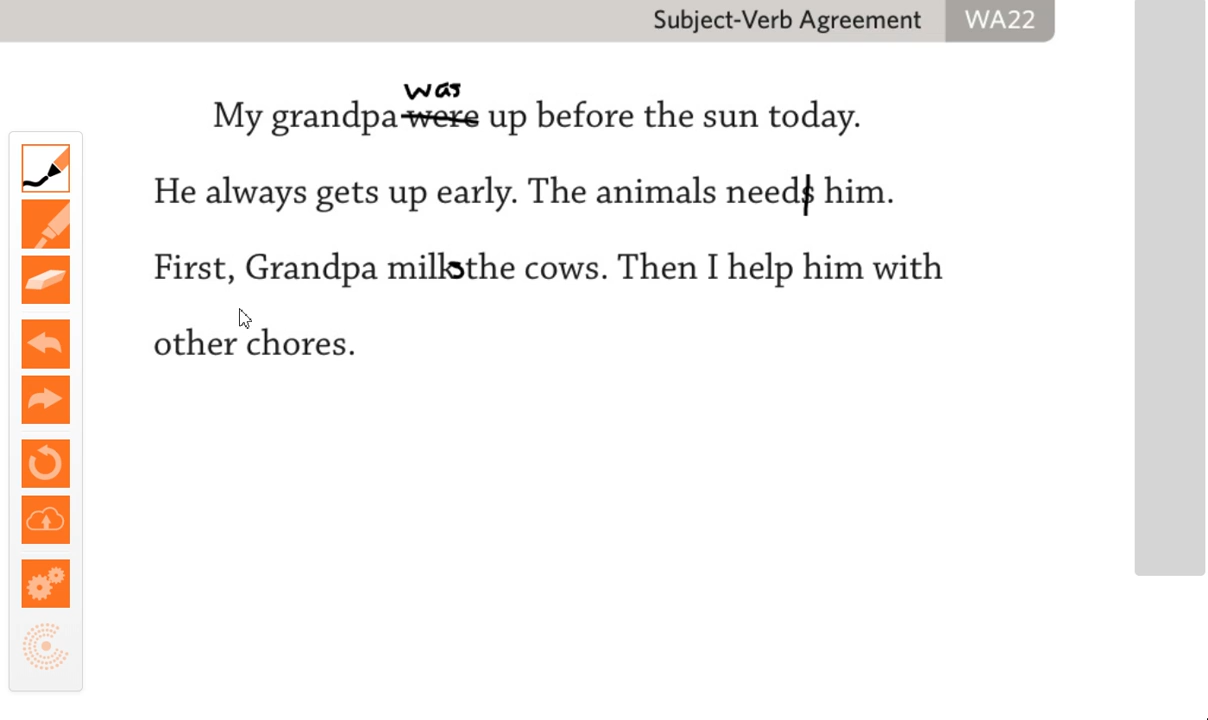 Subject-Verb Agreement WA22
was
My grandpa were up before the sun today.
He always gets up early. The animals needs him.
First, Grandpa milks the cows. Then I help him with
other chores.